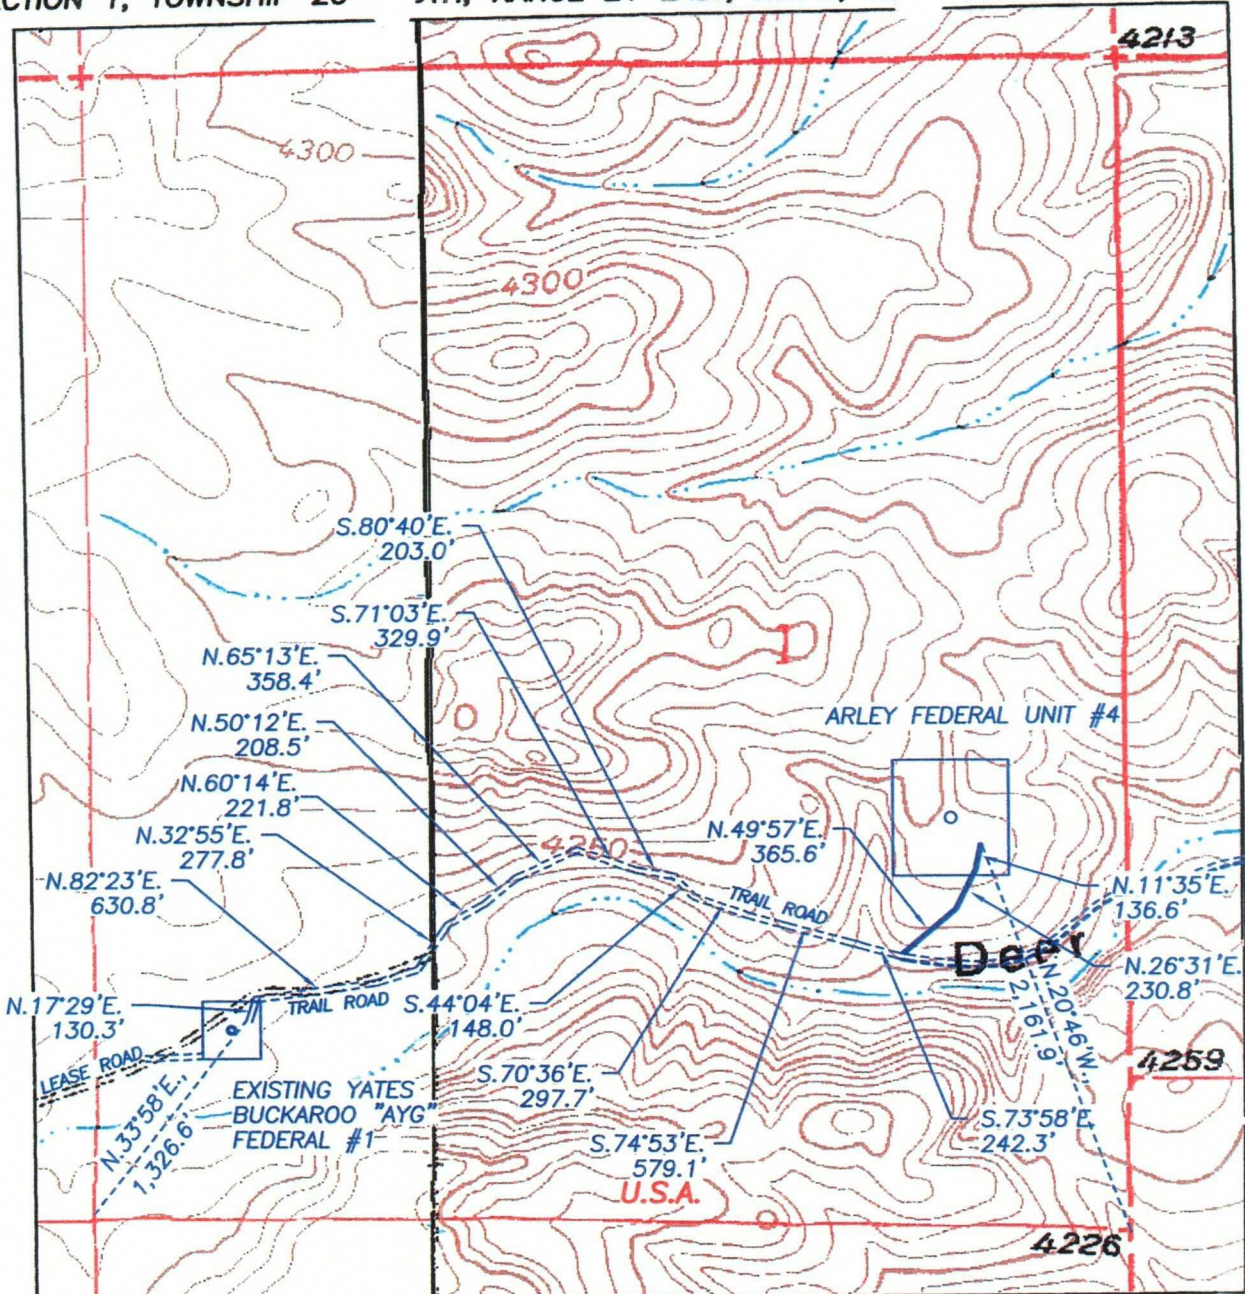 TOWNSHIP
4213
4300
4300
S.80°40'E.
203.0'
S.71°03'E.
329.9'
N.65°13'E.
358.4'
1
N.50°12'E.
208.5'
ARLEY FEDERAL UNIT #4
N.60°14'E.
221.8'
N.32°55'E.
277.8'
4250
N.49°57'E.
365.6'
N.82°23'E.
630.8'
TRAIL ROAD
N.11°35'E.
136.6'
Deer
N.26°31'E.
230.8'
N.17°29'E.
130.3'
TRAIL ROAD
S.44°04'E.
148.0'
N.20°46'W.
2,161.9'
LEASE ROAD
4259
S.70°36'E.
297.7'
N.33°58'E.,
1,326.6'
EXISTING YATES
BUCKAROO "AYG"
FEDERAL #1
S.73°58'E.
242.3'
S.74°53'E.
579.1'
U.S.A.
4226